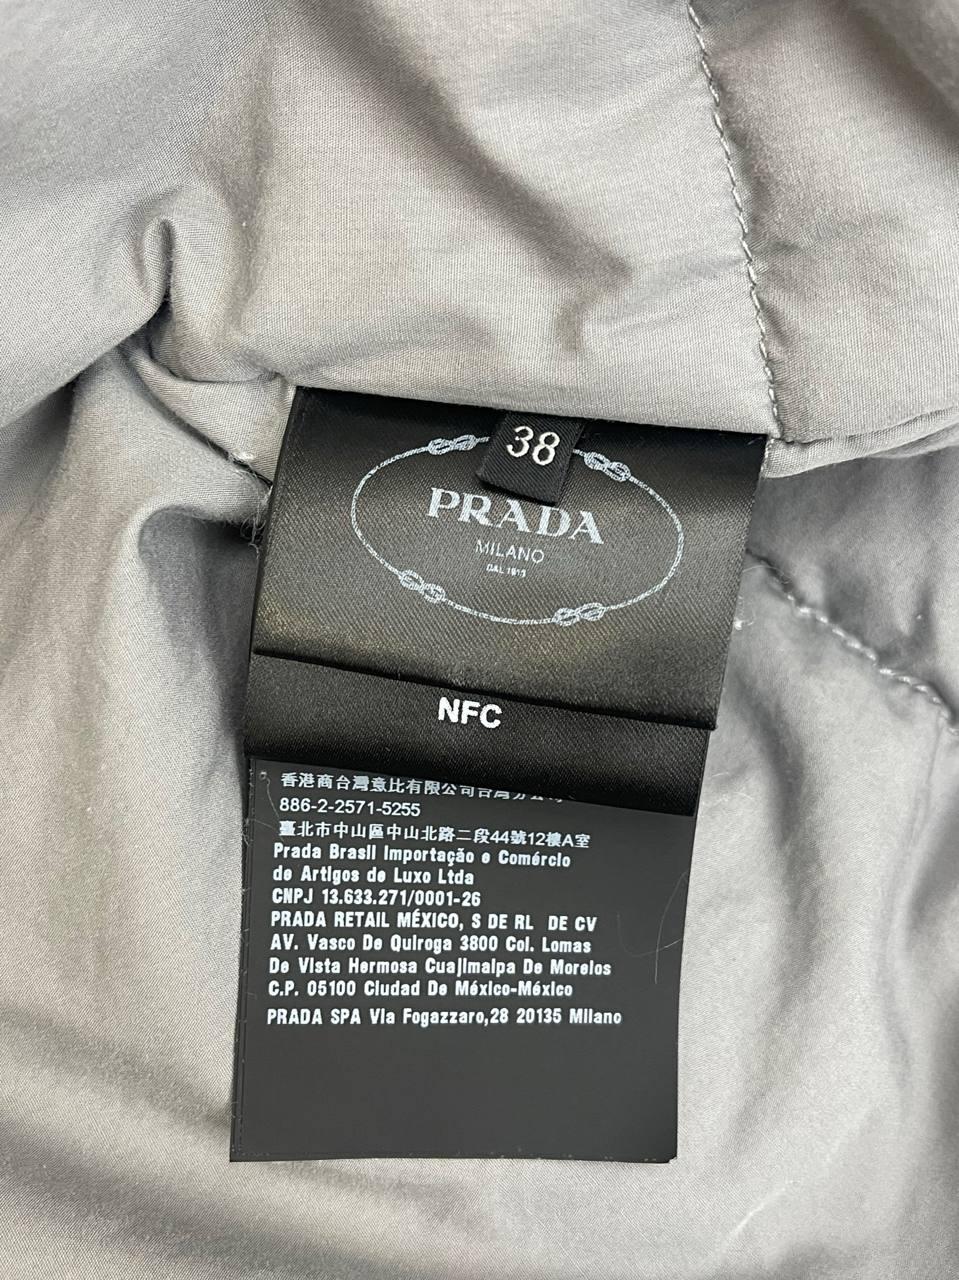 38
PRADA
MILANO
DAL 1913
NFC
香港商台灣意比有限公司台灣分公司
886-2-2571-5255
臺北市中山區中山北路二段44號12樓A室
Prada Brasil Importação e Comércio
de Artigos de Luxo Ltda
CNPJ 13.633.271/0001-26
PRADA RETAIL MÉXICO, S DE RL DE CV
AV. Vasco De Quiroga 3800 Col. Lomas
De Vista Hermosa Cuajimalpa De Morelos
C.P. 05100 Ciudad De México-México
PRADA SPA Via Fogazzaro,28 20135 Milano